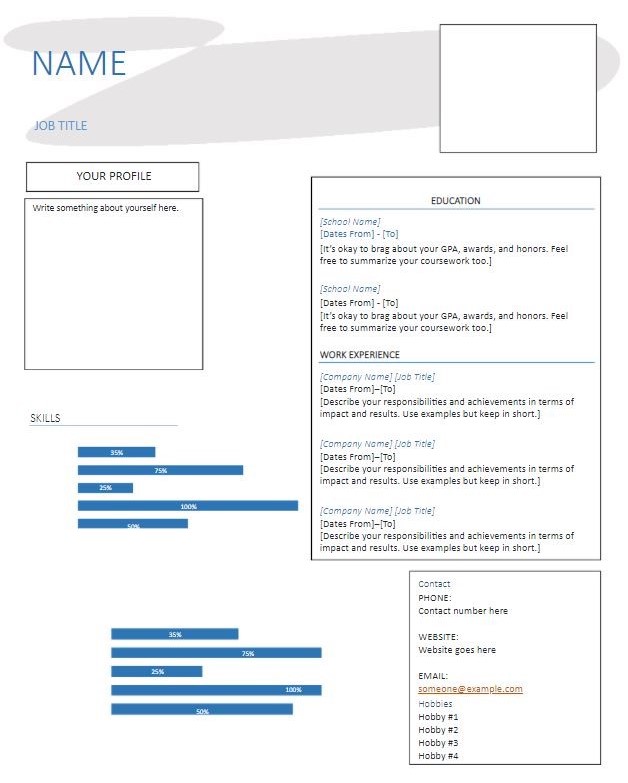 NAME
JOB TITLE
YOUR PROFILE
Write something about yourself here.
SKILLS
35%
75%
25%
100%
50%
35%
75%
25%
100%
50%
EDUCATION
[School Name]
[Dates From] - [To]
[It's okay to brag about your GPA, awards, and honors. Feel
free to summarize your coursework too.]
[School Name]
[Dates From] - [To]
[It's okay to brag about your GPA, awards, and honors. Feel
free to summarize your coursework too.]
WORK EXPERIENCE
[Company Name] [Job Title]
[Dates From]–[To]
[Describe your responsibilities and achievements in terms of
impact and results. Use examples but keep in short.]
[Company Name] [Job Title]
[Dates From]–[To]
[Describe your responsibilities and achievements in terms of
impact and results. Use examples but keep in short.]
[Company Name] [Job Title]
[Dates From]–[To]
[Describe your responsibilities and achievements in terms of
impact and results. Use examples but keep in short.]
Contact
PHONE:
Contact number here
WEBSITE:
Website goes here
EMAIL:
someone@example.com
Hobbies
Hobby #1
Hobby #2
Hobby #3
Hobby #4